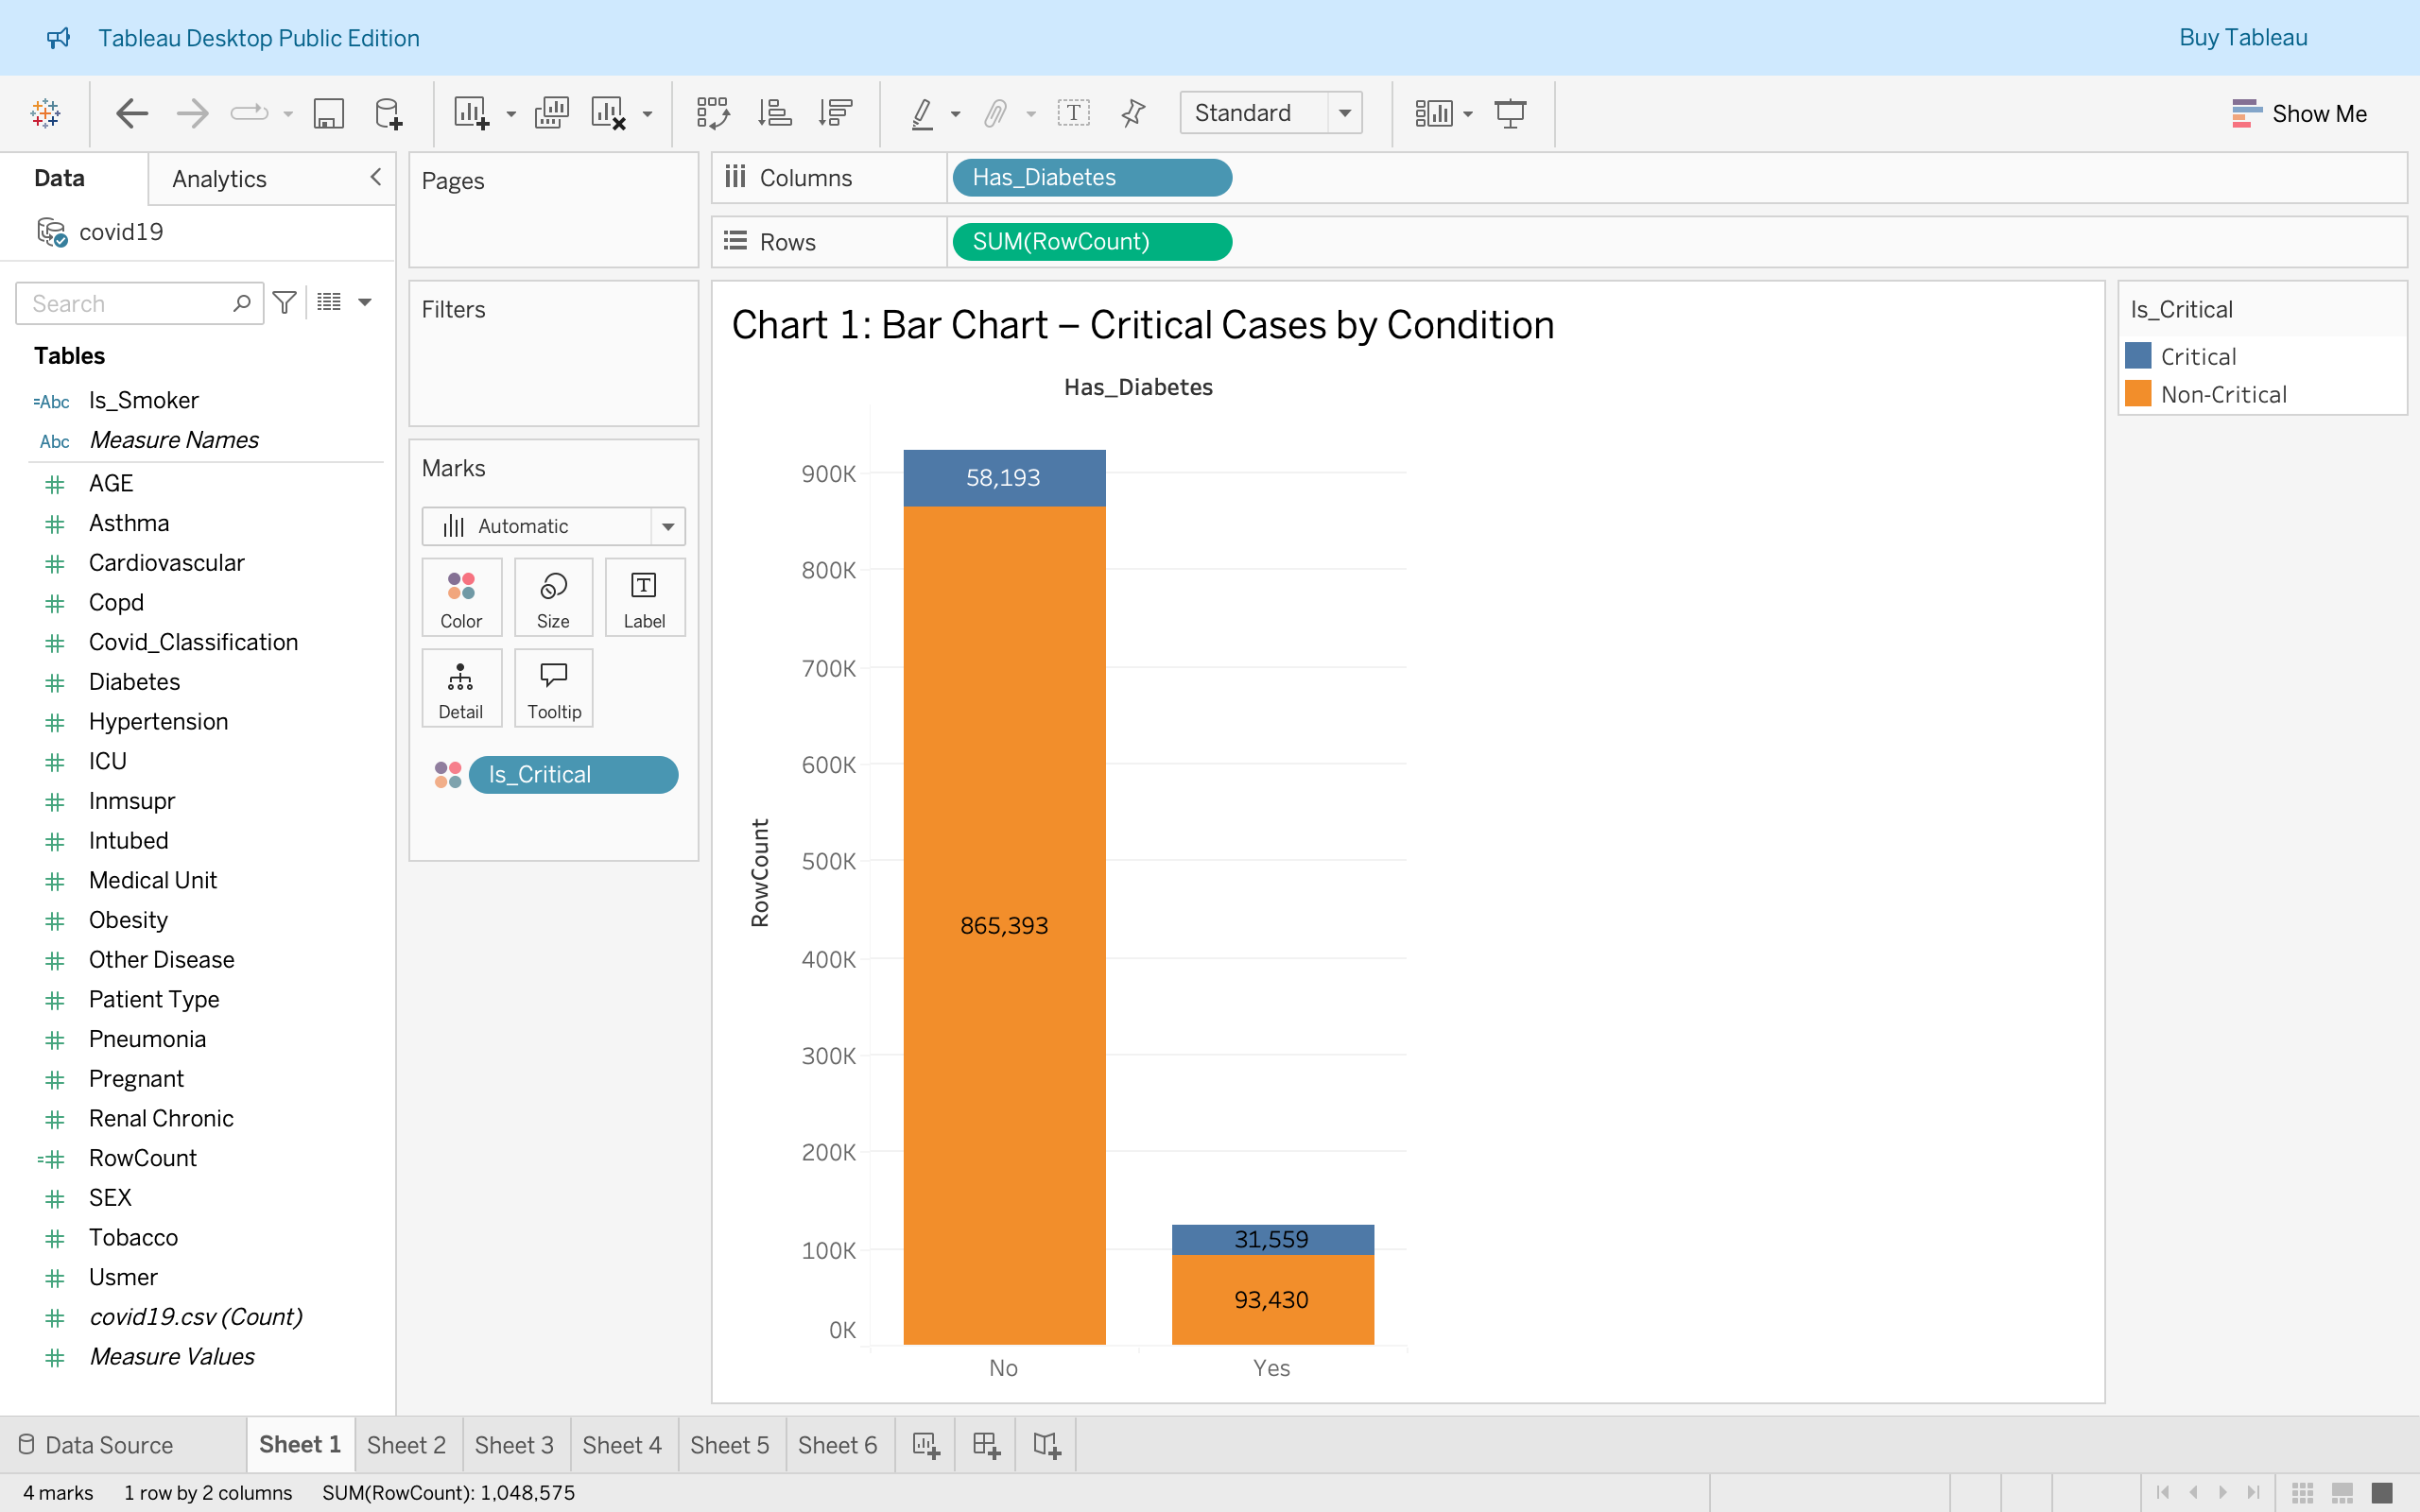 Tableau Desktop Public Edition
Buy Tableau
Standard
Show Me
Data
Analytics
covid19
Search
Tables
=Abc Is_Smoker
Abc Measure Names
AGE
Asthma
Cardiovascular
Copd
Covid_Classification
Diabetes
Hypertension
ICU
Inmsupr
Intubed
Medical Unit
Obesity
Other Disease
Patient Type
Pneumonia
Pregnant
Renal Chronic
RowCount
SEX
Tobacco
Usmer
covid19.csv (Count)
Measure Values
Pages
Filters
Marks
Automatic
Color
Size
T
Label
Detail
Tooltip
Is_Critical
Columns
Has_Diabetes
Rows
SUM(RowCount)
Chart 1: Bar Chart – Critical Cases by Condition
Has_Diabetes
RowCount
900K
800K
700K
600K
500K
400K
300K
200K
100K
0K
58,193
865,393
31,559
93,430
No
Yes
Is_Critical
Critical
Non-Critical
Data Source
Sheet 1
Sheet 2
Sheet 3
Sheet 4
Sheet 5
Sheet 6
4 marks
1 row by 2 columns
SUM(RowCount): 1,048,575